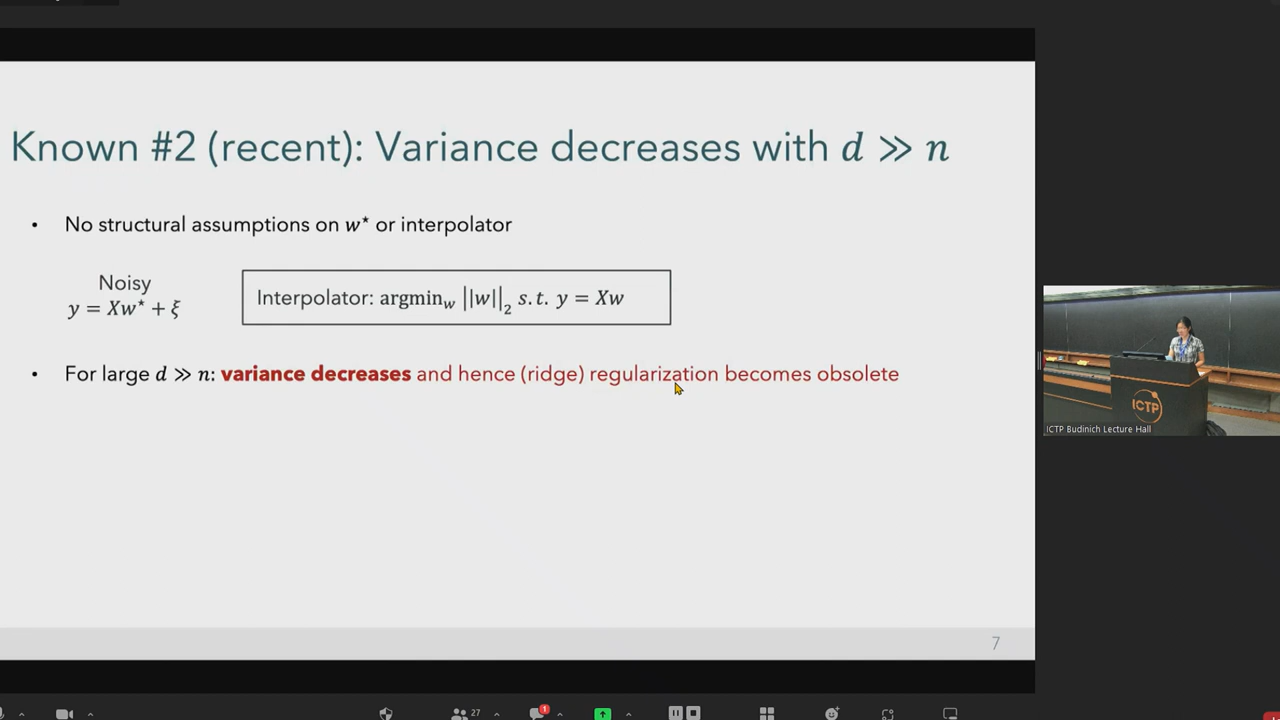 Known #2 (recent): Variance decreases with d ≫ n
• No structural assumptions on w* or interpolator
Noisy
y = Xw* + ξ
Interpolator: argmin_w ||w||_2 s.t. y = Xw
• For large d ≫ n: variance decreases and hence (ridge) regularization becomes obsolete
7
ICTP
ICTP Budinich Lecture Hall
27
1